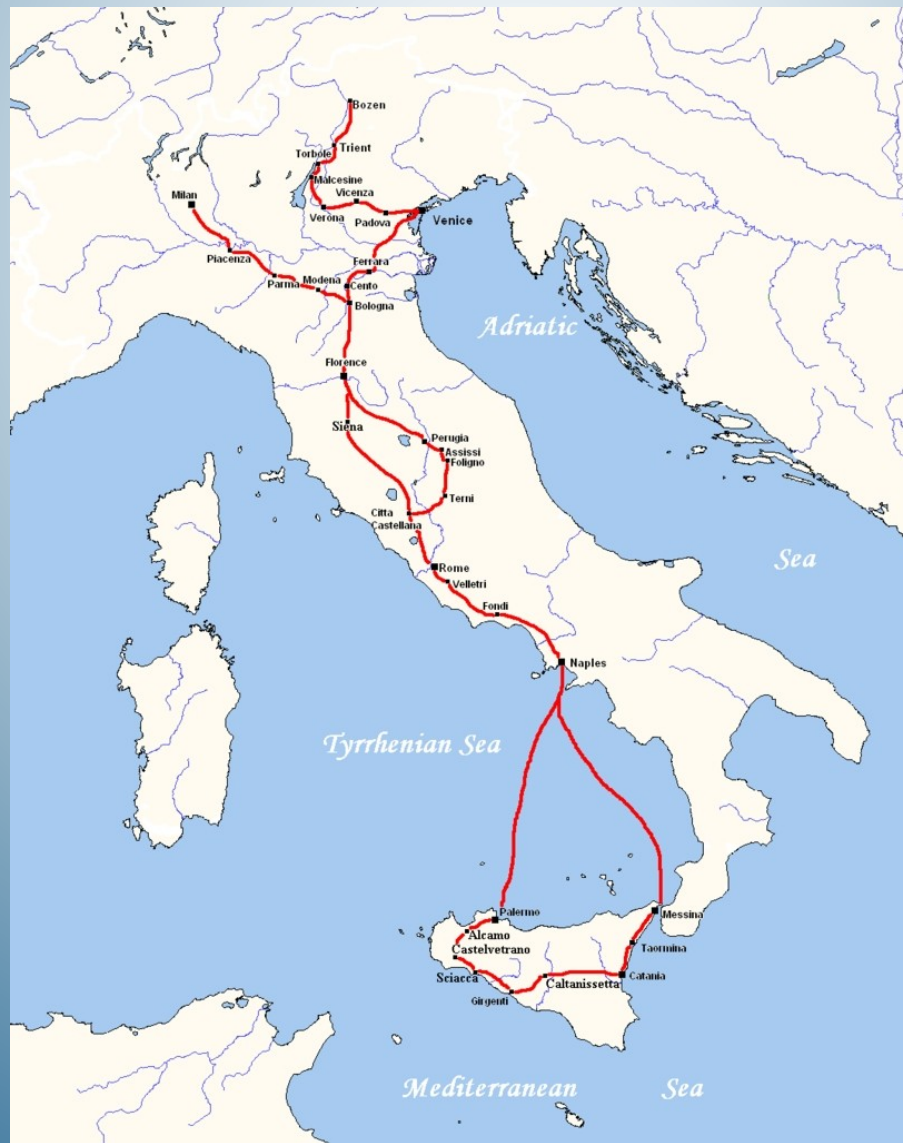 Bozen
Trient
Torbole
Malcesine
Vicenza
Milan
Verona
Padova
Venice
Piacenza
Ferrara
Modena
Parma
Cento
Bologna
Adriatic
Florence
Siena
Perugia
Assissi
Foligno
Terni
Citta
Castellana
Sea
Rome
Velletri
Fondi
Naples
Tyrrhenian Sea
Palermo
Messina
Alcamo
Taormina
Castelvetrano
Sciacca
Catania
Caltanissetta
Girgenti
Mediterranean Sea